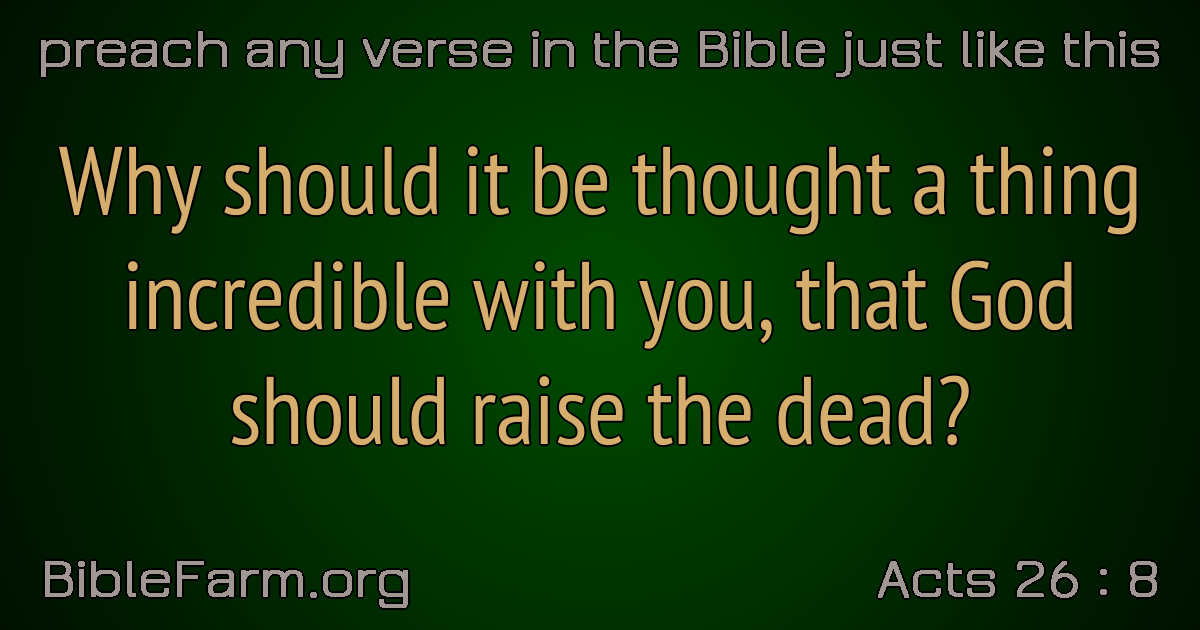 preach any verse in the Bible just like this
Why should it be thought a thing
incredible with you, that God
should raise the dead?
BibleFarm.org
Acts 26 : 8